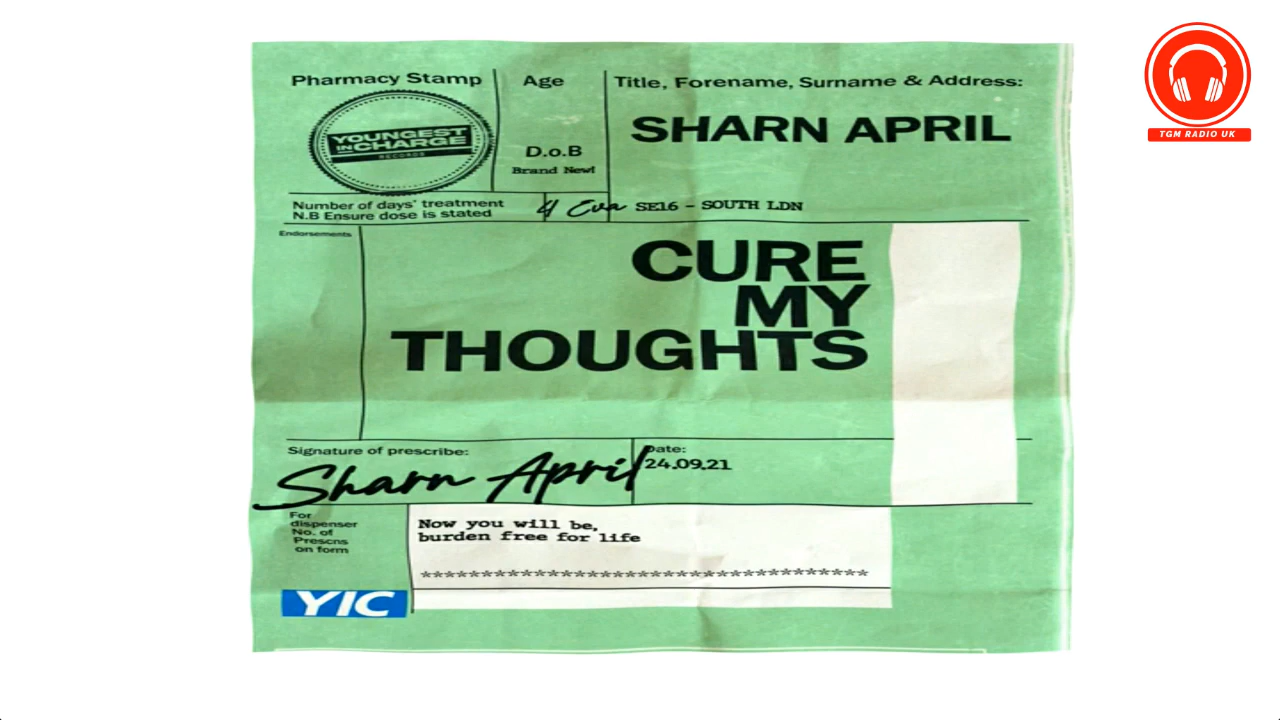 Pharmacy Stamp
YOUNGEST
IN CHARGE
RECORDS
Age
D.o.B
Brand New!
Title, Forename, Surname & Address:
SHARN APRIL
Number of days' treatment
N.B Ensure dose is stated
4 Eva
SE16 - SOUTH LDN
Endorsements
CURE
MY
THOUGHTS
Signature of prescribe:
Sharn April
Date:
24.09.21
For
dispenser
No. of
Prescns
on form
Now you will be,
burden free for life
*************************************
YIC
TGM RADIO UK